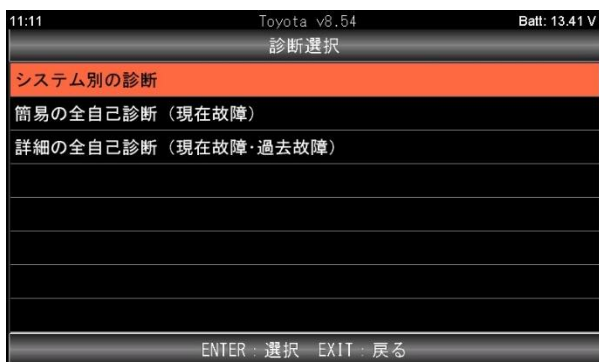 11:11 Toyota v8.54 Batt: 13.41 V
診断選択
システム別の診断
簡易の全自己診断（現在故障）
詳細の全自己診断（現在故障･過去故障）
ENTER：選択 EXIT：戻る